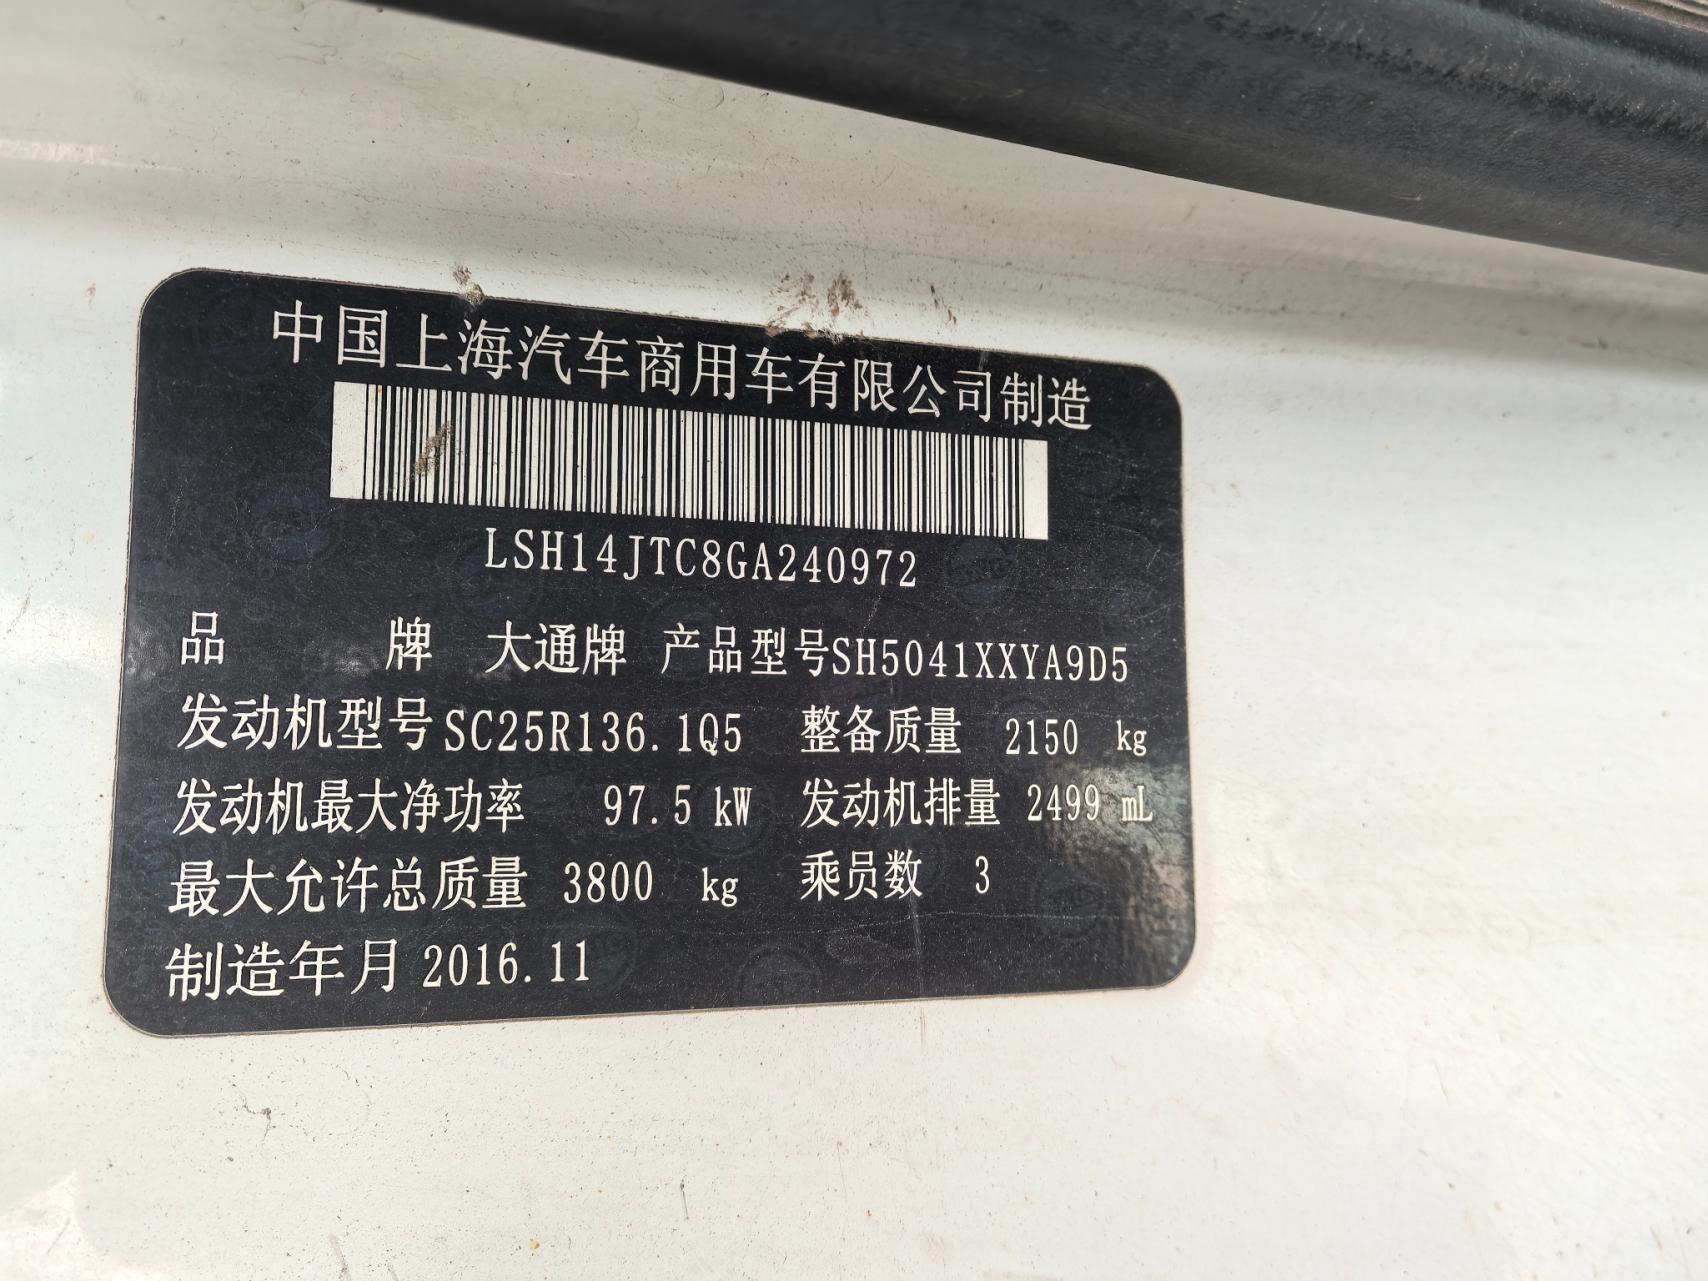 中国上海汽车商用车有限公司制造
LSH14JTC8GA240972
品 牌 大通牌 产品型号SH5041XXYA9D5
发动机型号SC25R136.1Q5 整备质量 2150 kg
发动机最大净功率 97.5 kW 发动机排量 2499 mL
最大允许总质量 3800 kg 乘员数 3
制造年月 2016.11